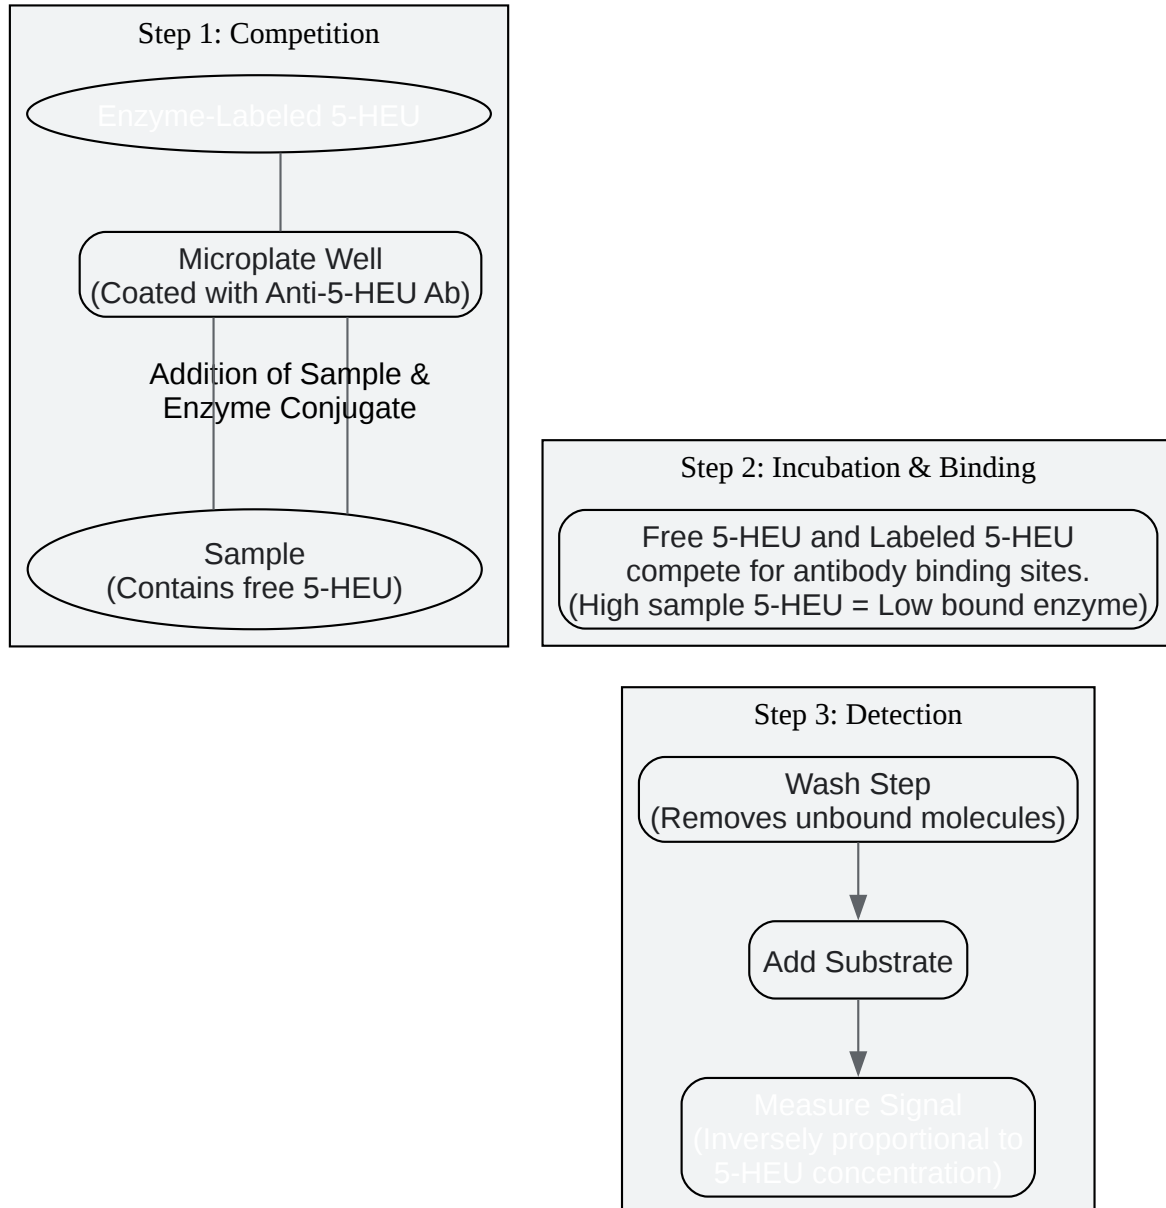 Step 1: Competition
Enzyme-Labeled 5-HEU
Microplate Well
(Coated with Anti-5-HEU Ab)
Addition of Sample &
Enzyme Conjugate
Sample
(Contains free 5-HEU)
Step 2: Incubation & Binding
Free 5-HEU and Labeled 5-HEU
compete for antibody binding sites.
(High sample 5-HEU = Low bound enzyme)
Step 3: Detection
Wash Step
(Removes unbound molecules)
Add Substrate
Measure Signal
(Inversely proportional to
5-HEU concentration)